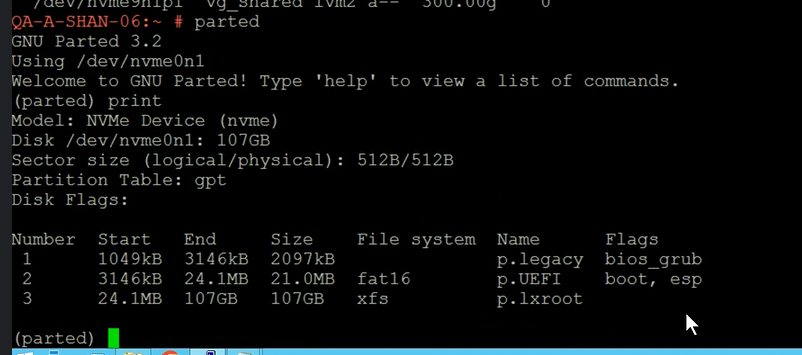 /dev/nvme9n1p1 vg_shared lvm2 a-- 300.00g 0
QA-A-SHAN-06:~ # parted
GNU Parted 3.2
Using /dev/nvme0n1
Welcome to GNU Parted! Type 'help' to view a list of commands.
(parted) print
Model: NVMe Device (nvme)
Disk /dev/nvme0n1: 107GB
Sector size (logical/physical): 512B/512B
Partition Table: gpt
Disk Flags:
Number Start End Size File system Name Flags
1 1049kB 3146kB 2097kB p.legacy bios_grub
2 3146kB 24.1MB 21.0MB fat16 p.UEFI boot, esp
3 24.1MB 107GB 107GB xfs p.lxroot
(parted)